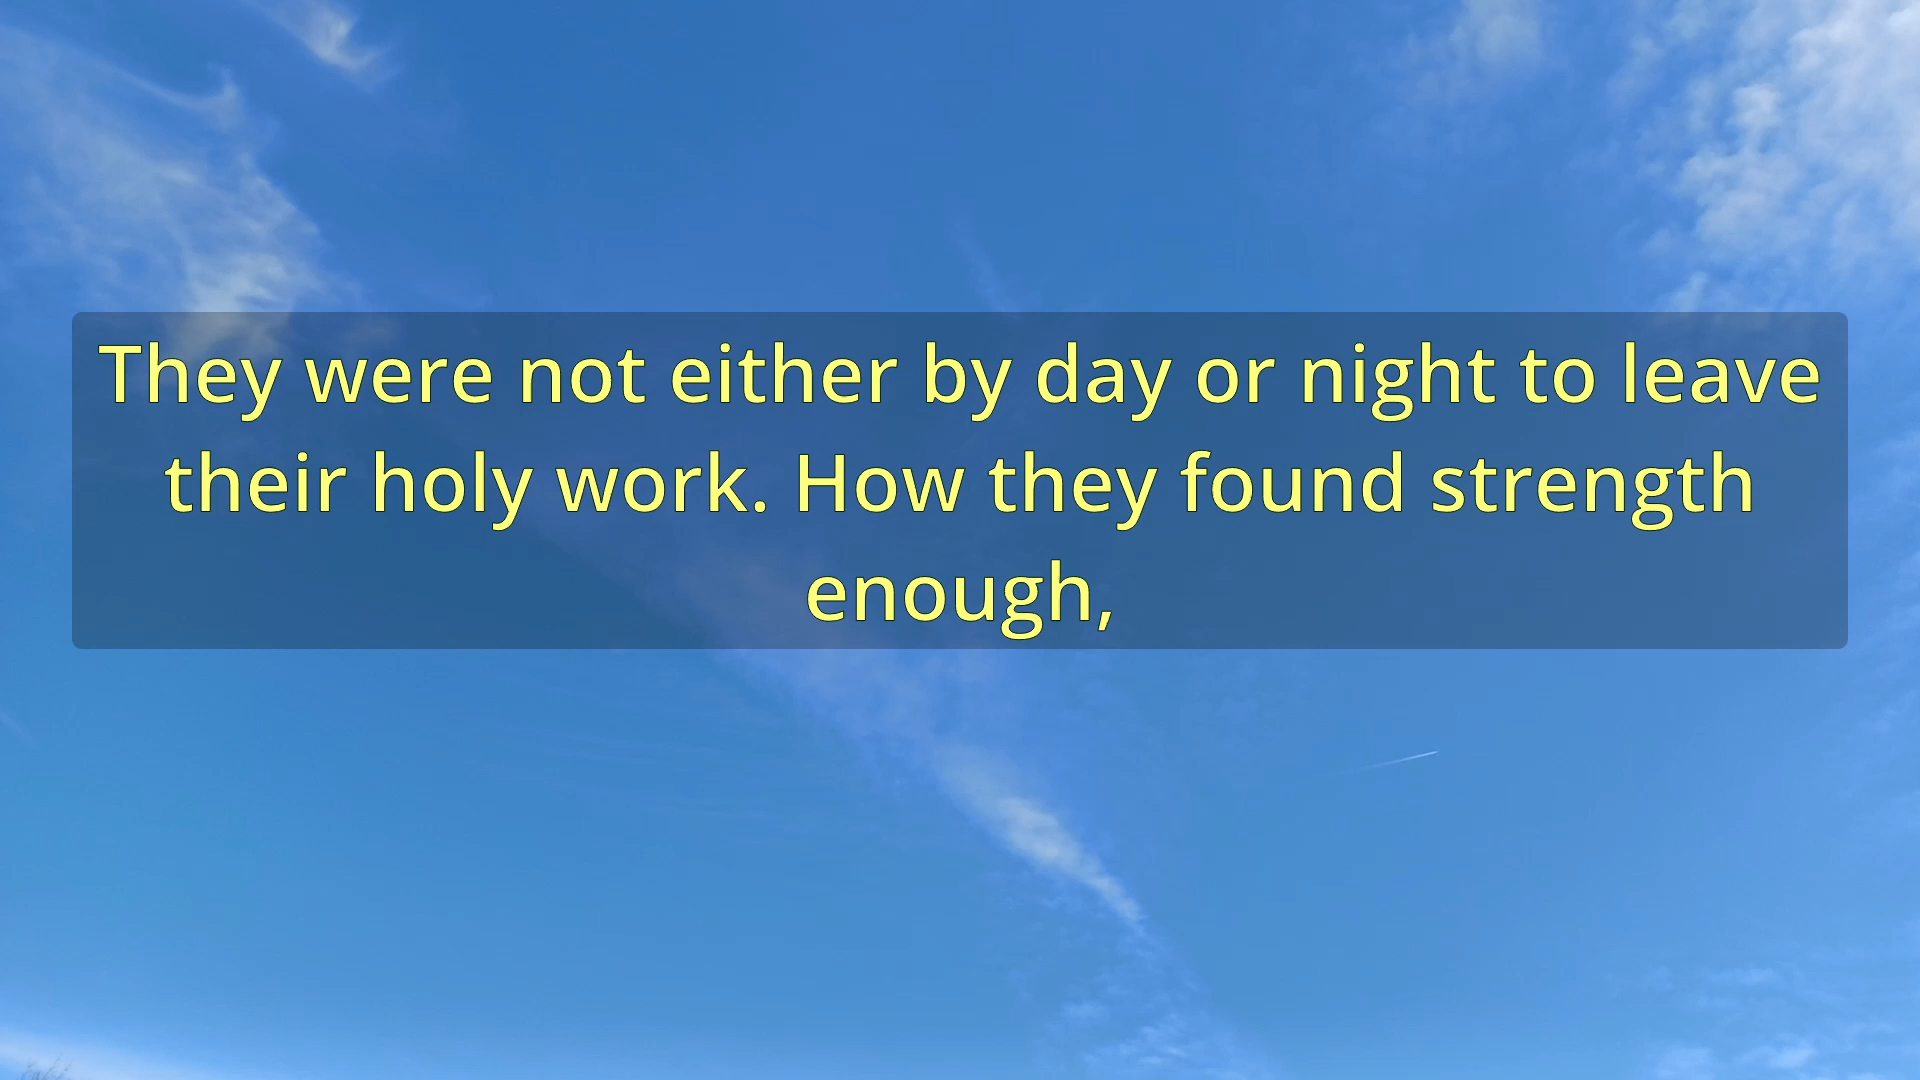 They were not either by day or night to leave
their holy work. How they found strength
enough,